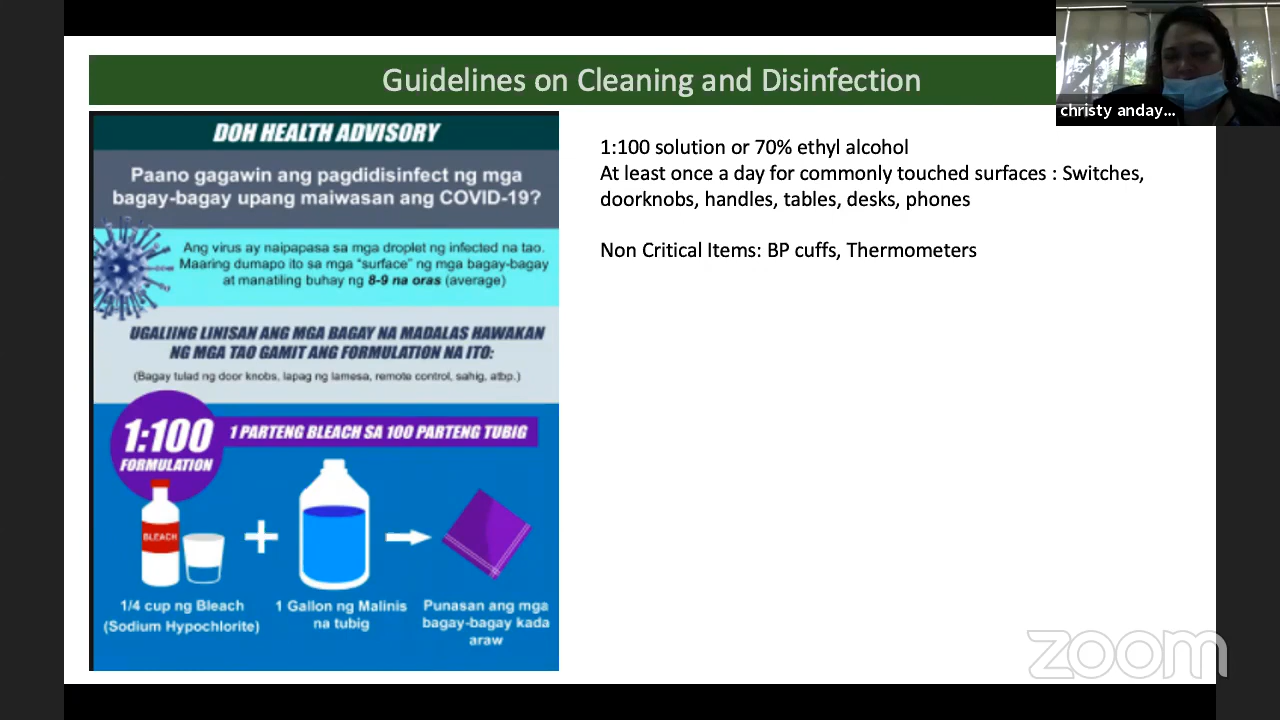 Guidelines on Cleaning and Disinfection
christy anday...
DOH HEALTH ADVISORY
Paano gagawin ang pagdidisinfect ng mga
bagay-bagay upang maiwasan ang COVID-19?
Ang virus ay naipapasa sa mga droplet ng infected na tao.
Maaring dumapo ito sa mga "surface" ng mga bagay-bagay
at manatiling buhay ng 8-9 na oras (average)
UGALIING LINISAN ANG MGA BAGAY NA MADALAS HAWAKAN
NG MGA TAO GAMIT ANG FORMULATION NA ITO:
(Bagay tulad ng door knobs, lapag ng lamesa, remote control, sahig, atbp.)
1:100
FORMULATION
1 PARTENG BLEACH SA 100 PARTENG TUBIG
BLEACH
1/4 cup ng Bleach
(Sodium Hypochlorite)
1 Gallon ng Malinis
na tubig
Punasan ang mga
bagay-bagay kada
araw
1:100 solution or 70% ethyl alcohol
At least once a day for commonly touched surfaces : Switches,
doorknobs, handles, tables, desks, phones
Non Critical Items: BP cuffs, Thermometers
zoom